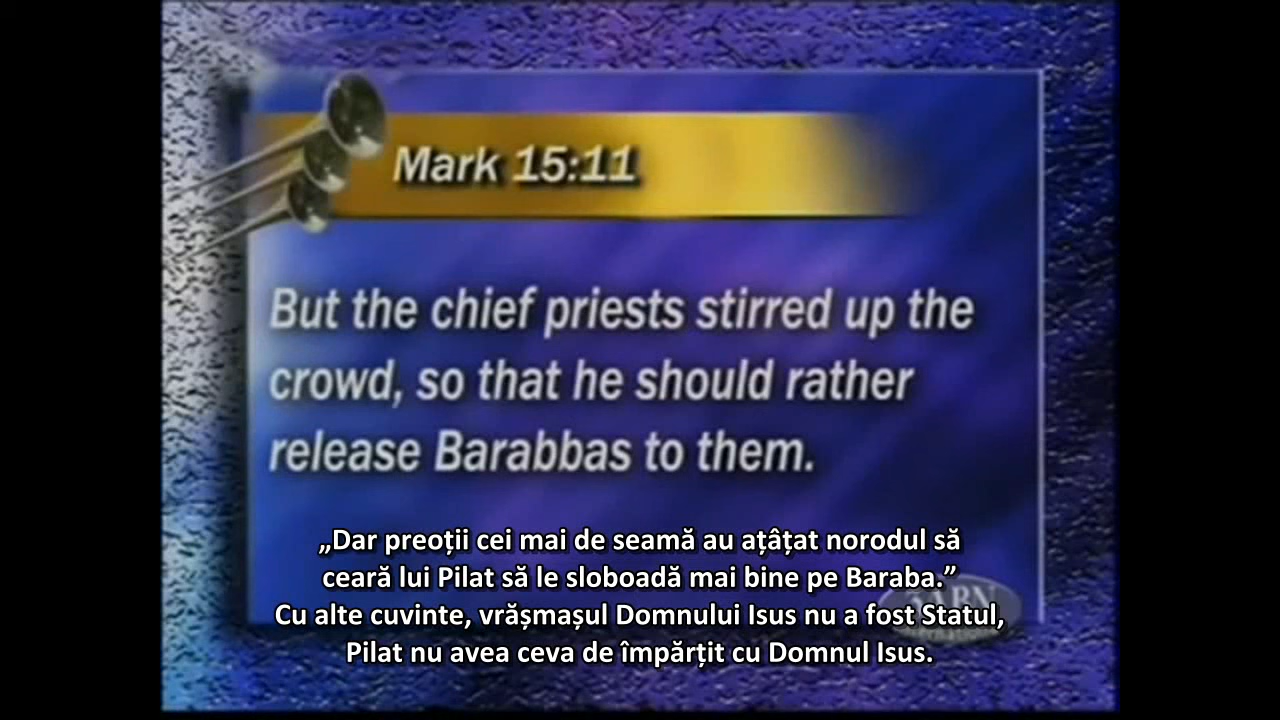 Mark 15:11
But the chief priests stirred up the
crowd, so that he should rather
release Barabbas to them.
„Dar preoții cei mai de seamă au ațâțat norodul să
ceară lui Pilat să le sloboadă mai bine pe Baraba.”
Cu alte cuvinte, vrășmașul Domnului Isus nu a fost Statul,
Pilat nu avea ceva de împărțit cu Domnul Isus.